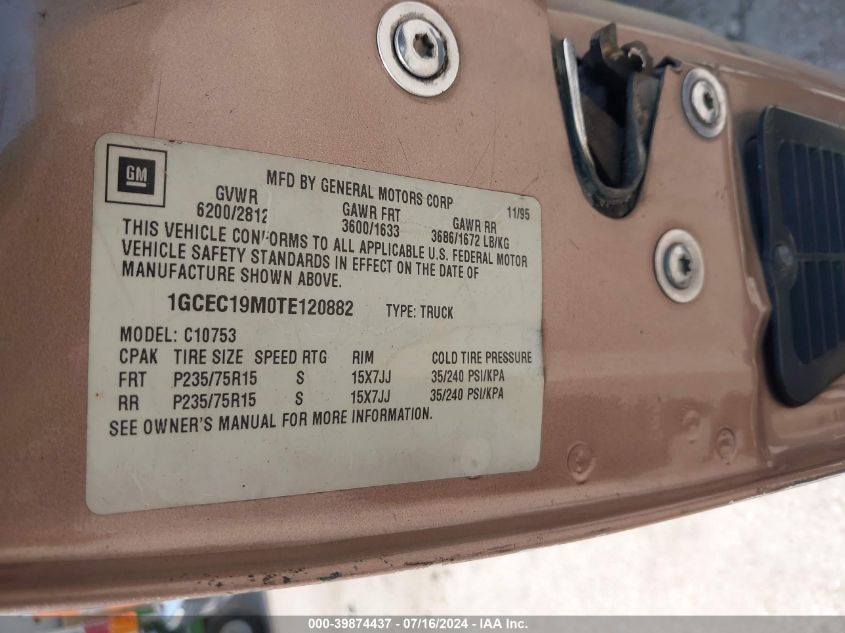 GM
MFD BY GENERAL MOTORS CORP 11/95
GVWR GAWR FRT GAWR RR
6200/2812 3600/1633 3686/1672 LB/KG
THIS VEHICLE CONFORMS TO ALL APPLICABLE U.S. FEDERAL MOTOR
VEHICLE SAFETY STANDARDS IN EFFECT ON THE DATE OF
MANUFACTURE SHOWN ABOVE.
1GCEC19M0TE120882 TYPE: TRUCK
MODEL: C10753
CPAK TIRE SIZE SPEED RTG RIM COLD TIRE PRESSURE
FRT P235/75R15 S 15X7JJ 35/240 PSI/KPA
RR P235/75R15 S 15X7JJ 35/240 PSI/KPA
SEE OWNER'S MANUAL FOR MORE INFORMATION.
000-39874437 - 07/16/2024 - IAA Inc.